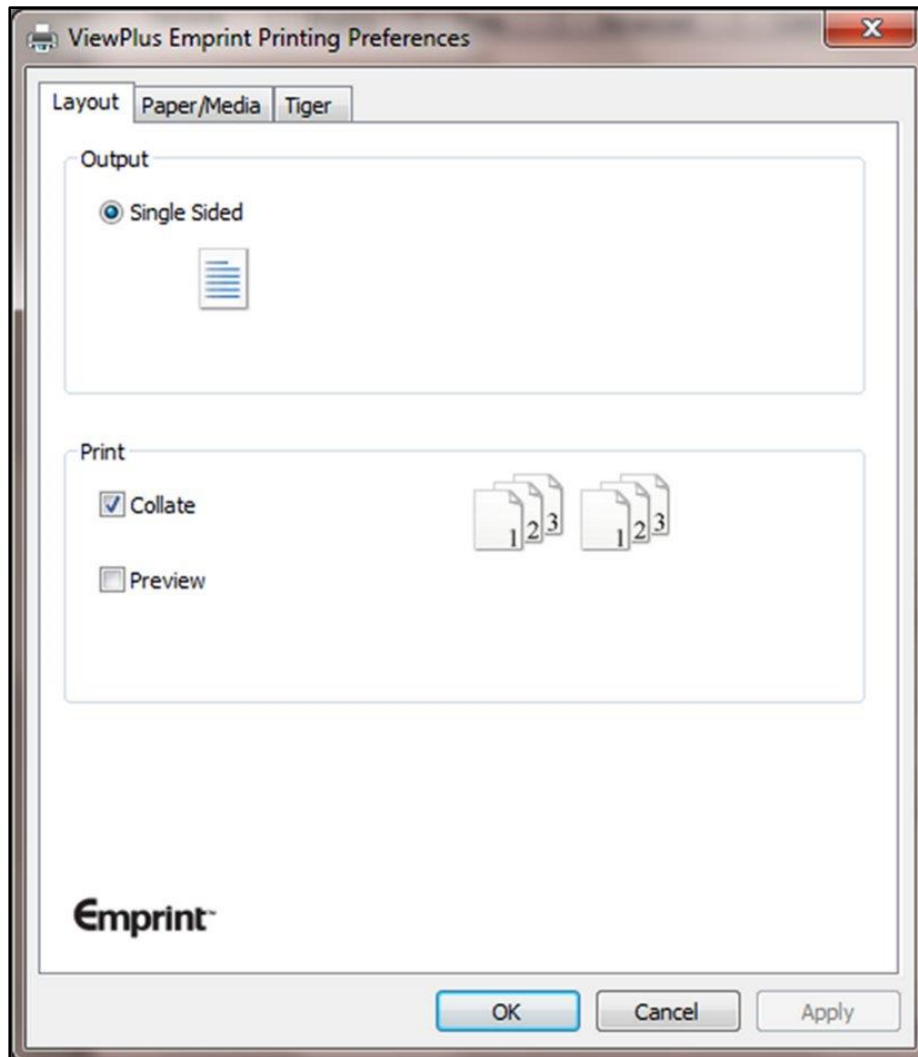 ViewPlus Emprint Printing Preferences
Layout Paper/Media Tiger
Output
Single Sided
Print
Collate
1 2 3 1 2 3
Preview
Emprint™
OK Cancel Apply